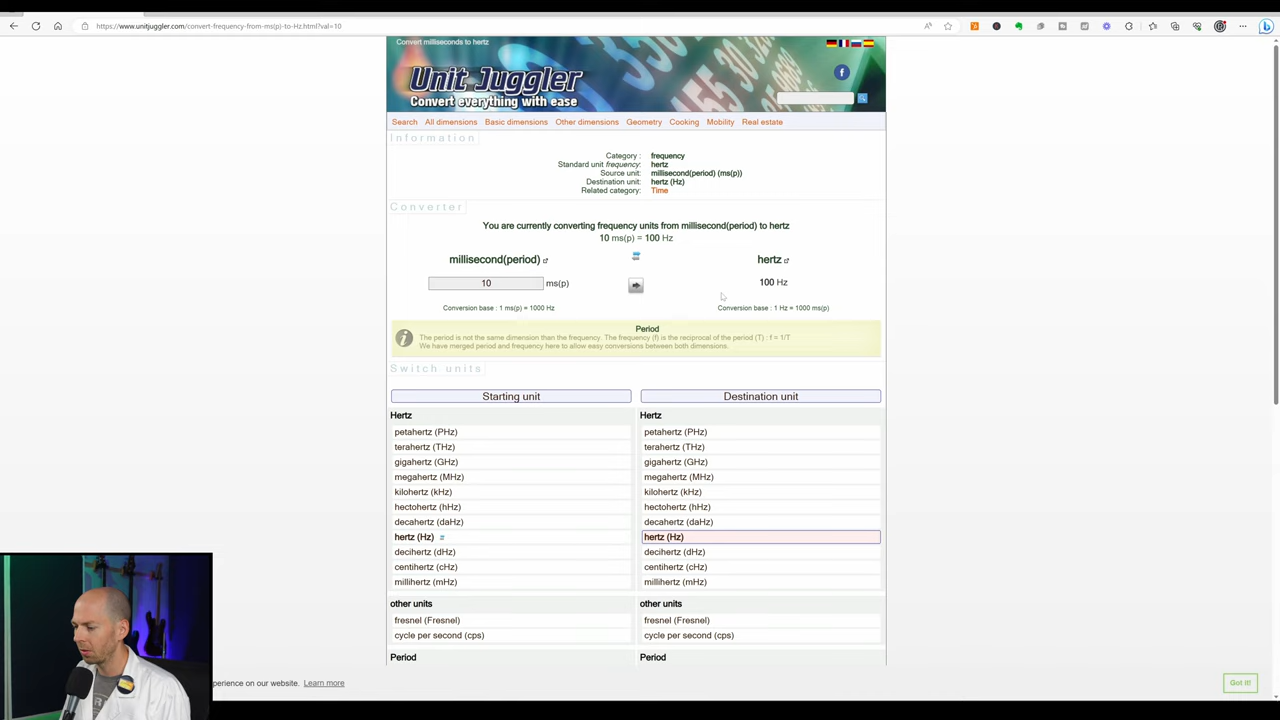 https://www.unitjuggler.com/convert-frequency-from-ms(p)-to-Hz.html?val=10
Convert milliseconds to hertz
Unit Juggler
Convert everything with ease
Search All dimensions Basic dimensions Other dimensions Geometry Cooking Mobility Real estate
Information
Category : frequency
Standard unit frequency: hertz
Source unit: millisecond(period) (ms(p))
Destination unit: hertz (Hz)
Related category: Time
Converter
You are currently converting frequency units from millisecond(period) to hertz
10 ms(p) = 100 Hz
millisecond(period) hertz
10 ms(p) 100 Hz
Conversion base : 1 ms(p) = 1000 Hz Conversion base : 1 Hz = 1000 ms(p)
Period
The period is not the same dimension than the frequency. The frequency (f) is the reciprocal of the period (T) : f = 1/T
We have merged period and frequency here to allow easy conversions between both dimensions.
Switch units
Starting unit Destination unit
Hertz Hertz
petahertz (PHz) petahertz (PHz)
terahertz (THz) terahertz (THz)
gigahertz (GHz) gigahertz (GHz)
megahertz (MHz) megahertz (MHz)
kilohertz (kHz) kilohertz (kHz)
hectohertz (hHz) hectohertz (hHz)
decahertz (daHz) decahertz (daHz)
hertz (Hz) hertz (Hz)
decihertz (dHz) decihertz (dHz)
centihertz (cHz) centihertz (cHz)
millihertz (mHz) millihertz (mHz)
other units other units
fresnel (Fresnel) fresnel (Fresnel)
cycle per second (cps) cycle per second (cps)
Period Period
perience on our website. Learn more Got it!